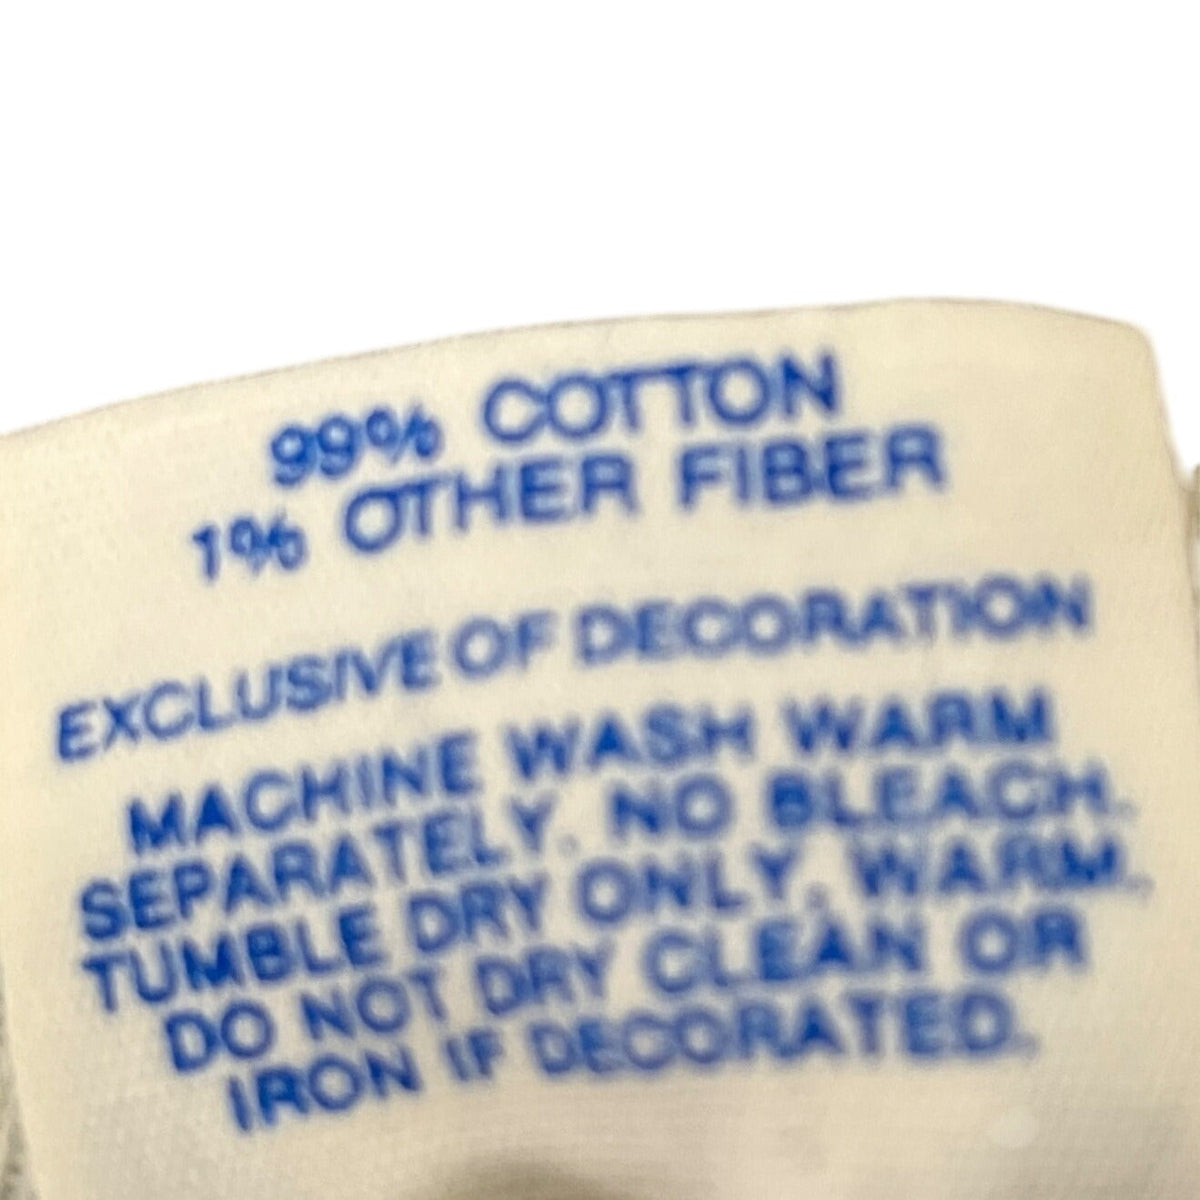 99% COTTON
1% OTHER FIBER
EXCLUSIVE OF DECORATION
MACHINE WASH WARM
SEPARATELY. NO BLEACH.
TUMBLE DRY ONLY, WARM.
DO NOT DRY CLEAN OR
IRON IF DECORATED.